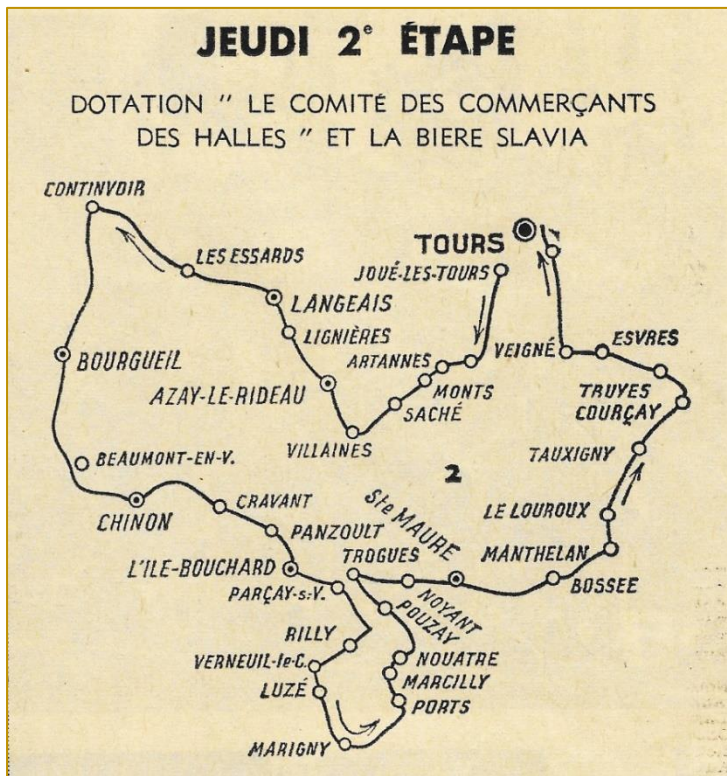 JEUDI 2e ÉTAPE
DOTATION " LE COMITÉ DES COMMERÇANTS
DES HALLES " ET LA BIERE SLAVIA
CONTINVOIR
LES ESSARDS
TOURS
JOUÉ-LES-TOURS
LANGEAIS
LIGNIÈRES
BOURGUEIL
ARTANNES
VEIGNÉ
ESVRES
AZAY-LE-RIDEAU
MONTS
TRUYES
SACHÉ
COURÇAY
VILLAINES
BEAUMONT-EN-V.
TAUXIGNY
2
CHINON
CRAVANT
Ste MAURE
LE LOUROUX
PANZOULT
L'ILE-BOUCHARD
TROGUES
MANTHELAN
PARÇAY-s:-V.
NOYANT
BOSSEE
POUZAY
RILLY
VERNEUIL-le-C.
NOUATRE
LUZÉ
MARCILLY
PORTS
MARIGNY